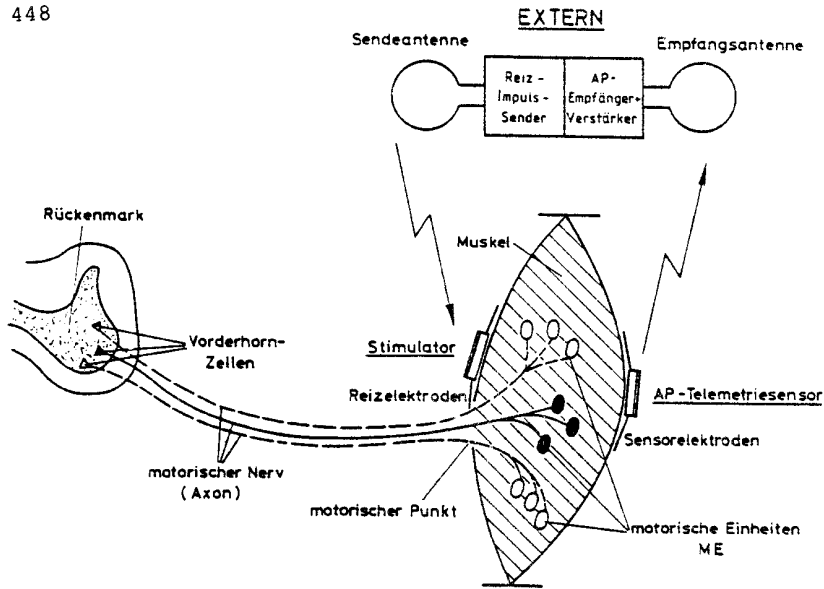 448
EXTERN
Sendeantenne
Empfangsantenne
Reiz -
Impuls -
Sender
AP-
Empfänger+
Verstärker
Rückenmark
Muskel
Vorderhorn-
Zellen
Stimulator
Reizelektroden
AP-Telemetriesensor
Sensorelektroden
motorischer Nerv
(Axon)
motorischer Punkt
motorische Einheiten
ME